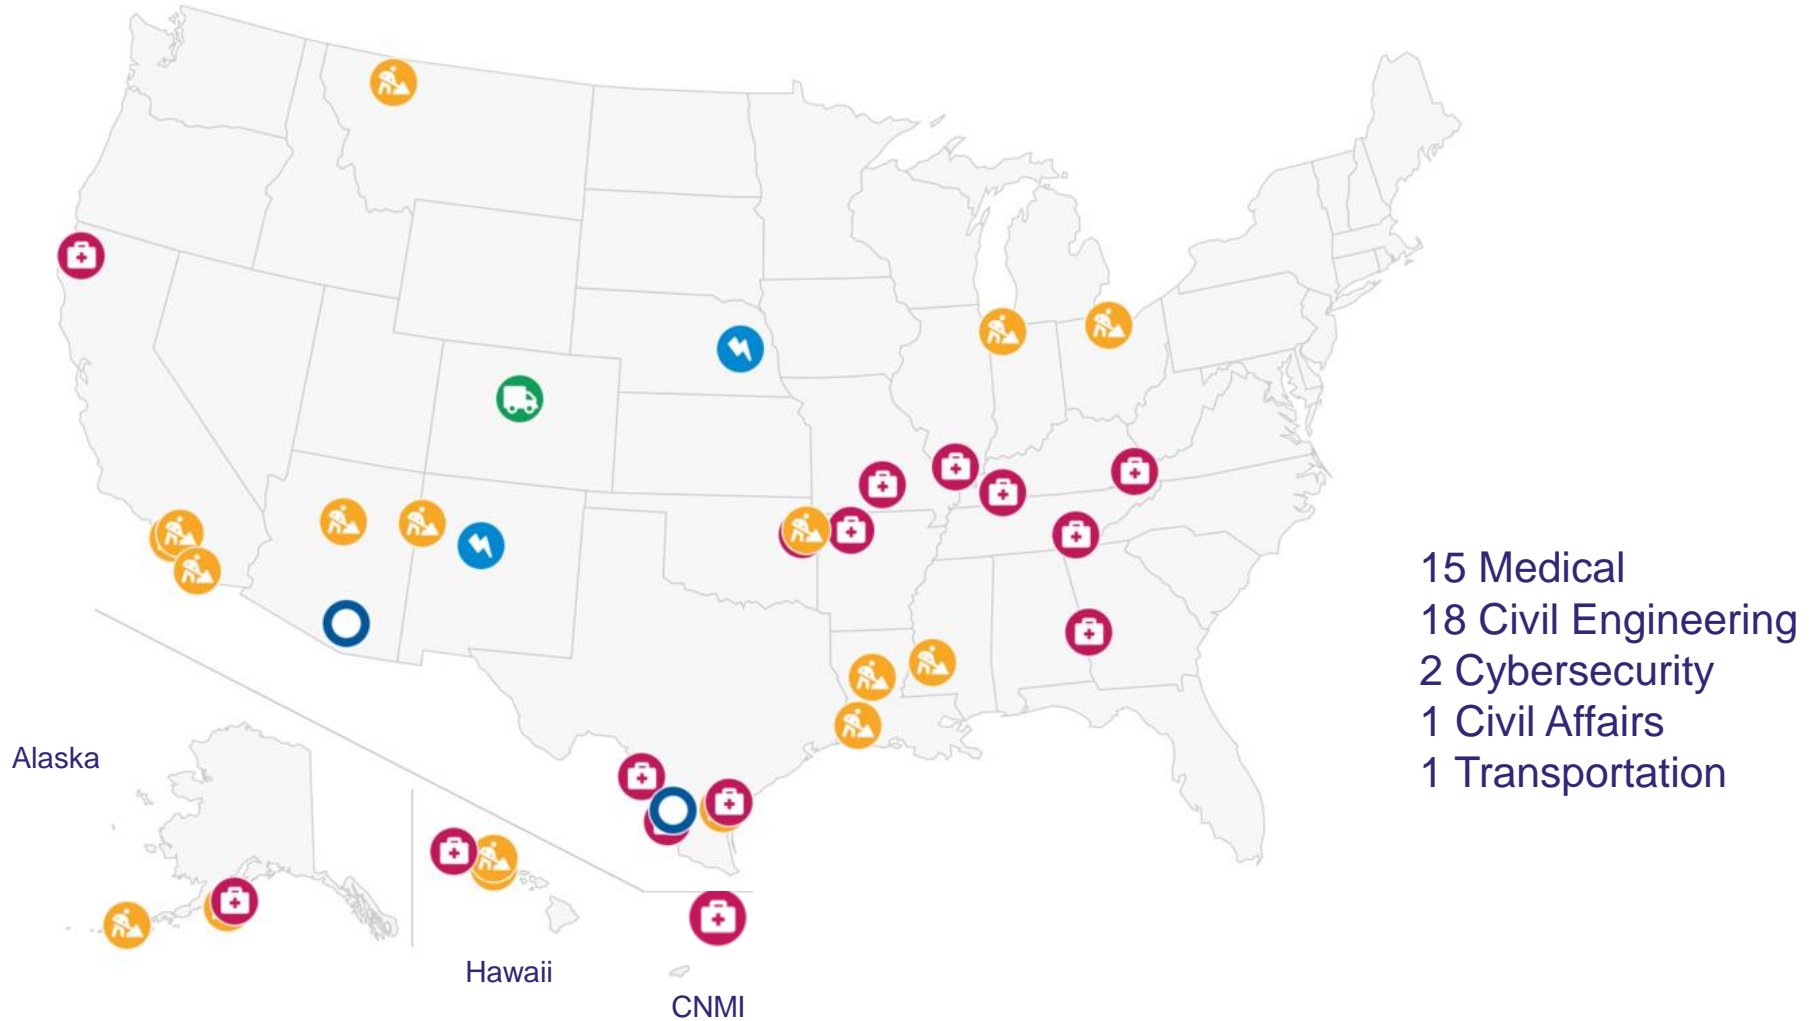 15 Medical
18 Civil Engineering
2 Cybersecurity
1 Civil Affairs
1 Transportation
Alaska
Hawaii
CNMI